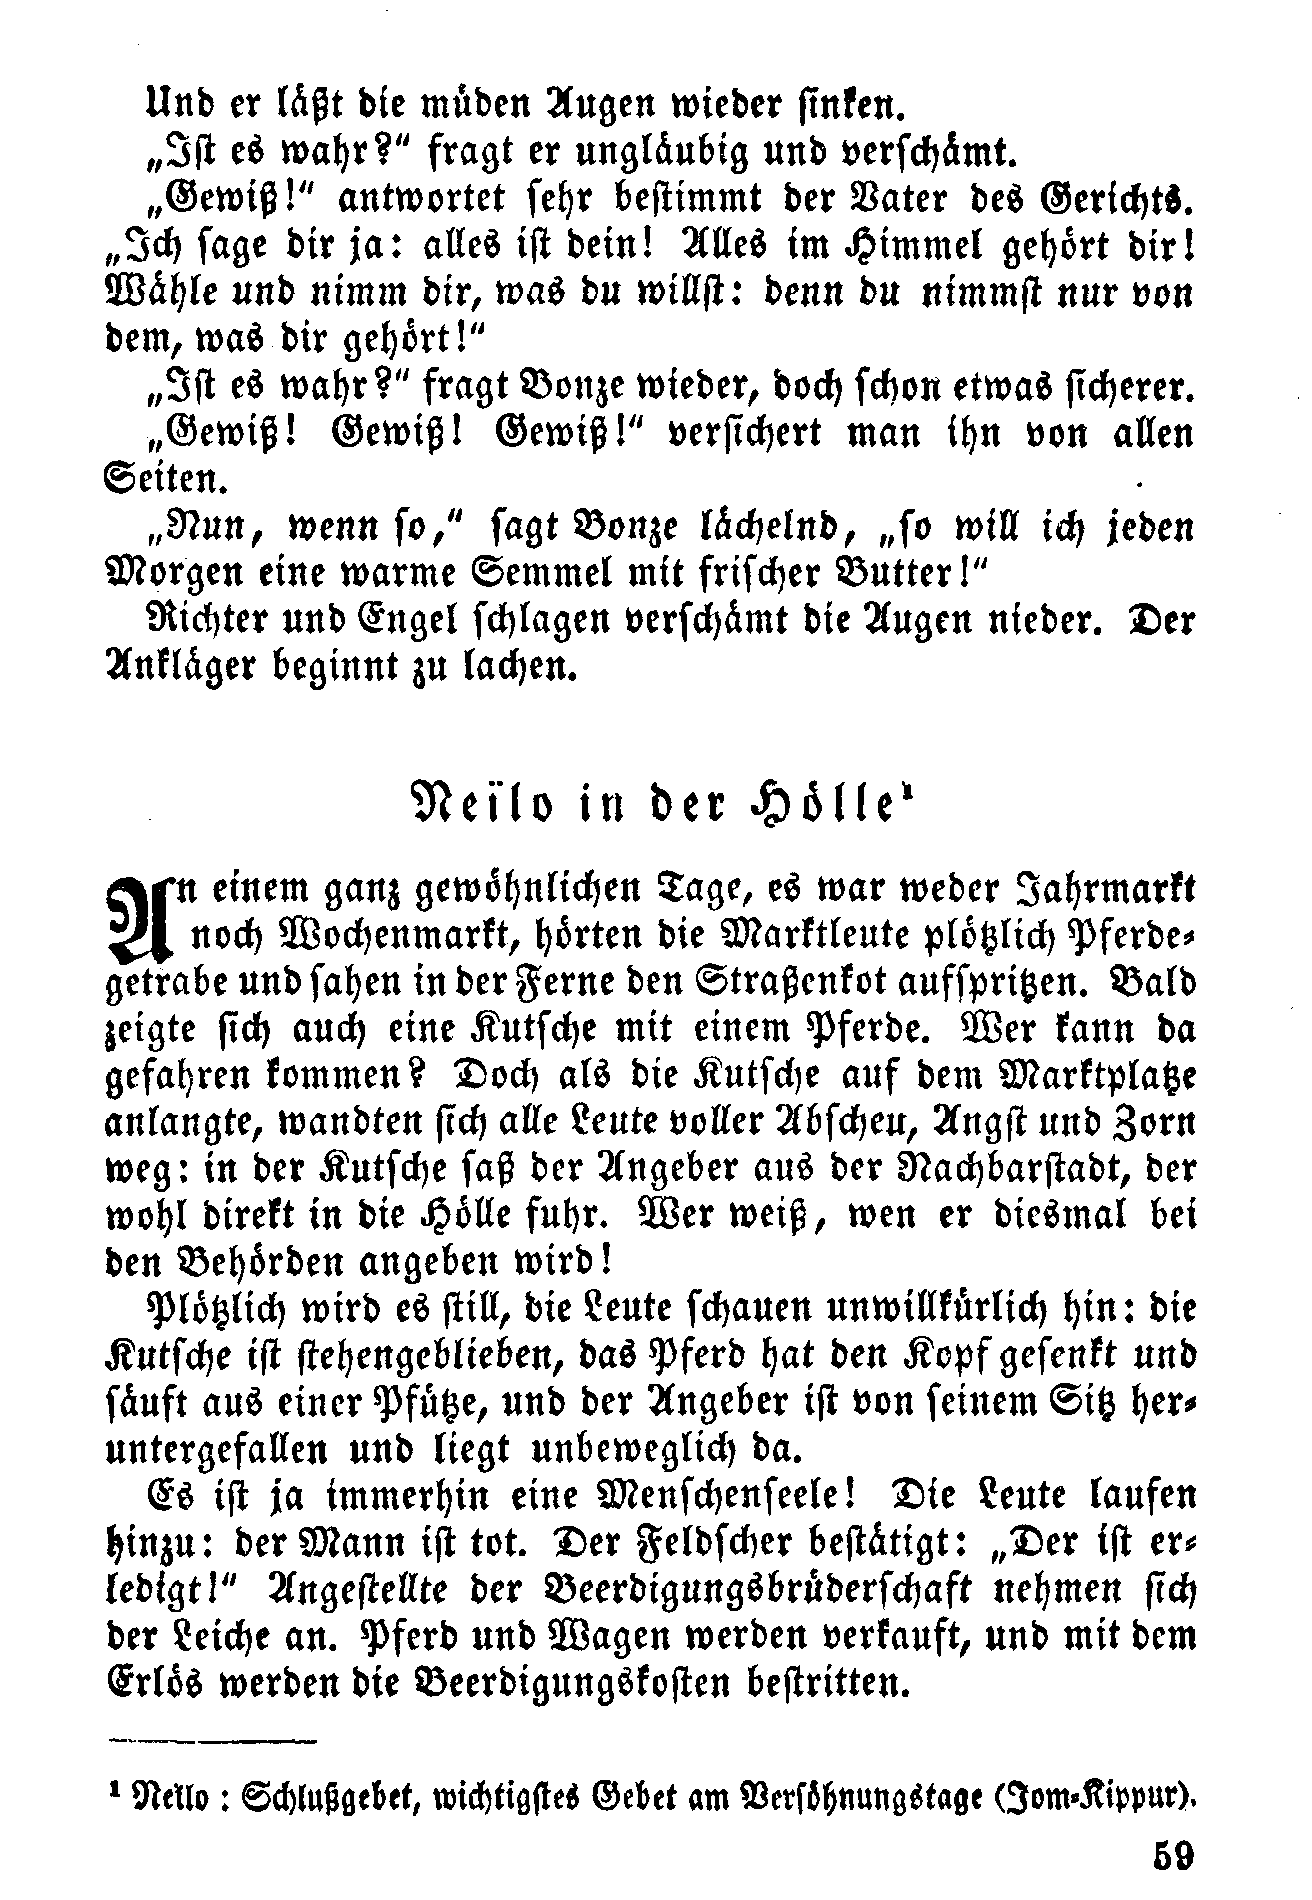 Und er läßt die müden Augen wieder sinken.
„Ist es wahr?“ fragt er ungläubig und verschämt.
„Gewiß!“ antwortet sehr bestimmt der Vater des Gerichts.
„Ich sage dir ja: alles ist dein! Alles im Himmel gehört dir!
Wähle und nimm dir, was du willst: denn du nimmst nur von
dem, was dir gehört!“
„Ist es wahr?“ fragt Bonze wieder, doch schon etwas sicherer.
„Gewiß! Gewiß! Gewiß!“ versichert man ihn von allen
Seiten.
„Nun, wenn so,“ sagt Bonze lächelnd, „so will ich jeden
Morgen eine warme Semmel mit frischer Butter!“
Richter und Engel schlagen verschämt die Augen nieder. Der
Ankläger beginnt zu lachen.
Neïlo in der Hölle¹
An einem ganz gewöhnlichen Tage, es war weder Jahrmarkt
noch Wochenmarkt, hörten die Marktleute plötzlich Pferde-
getrabe und sahen in der Ferne den Straßenkot aufspritzen. Bald
zeigte sich auch eine Kutsche mit einem Pferde. Wer kann da
gefahren kommen? Doch als die Kutsche auf dem Marktplatze
anlangte, wandten sich alle Leute voller Abscheu, Angst und Zorn
weg: in der Kutsche saß der Angeber aus der Nachbarstadt, der
wohl direkt in die Hölle fuhr. Wer weiß, wen er diesmal bei
den Behörden angeben wird!
Plötzlich wird es still, die Leute schauen unwillkürlich hin: die
Kutsche ist stehengeblieben, das Pferd hat den Kopf gesenkt und
säuft aus einer Pfütze, und der Angeber ist von seinem Sitz her-
untergefallen und liegt unbeweglich da.
Es ist ja immerhin eine Menschenseele! Die Leute laufen
hinzu: der Mann ist tot. Der Feldscher bestätigt: „Der ist er-
ledigt!“ Angestellte der Beerdigungsbrüderschaft nehmen sich
der Leiche an. Pferd und Wagen werden verkauft, und mit dem
Erlös werden die Beerdigungskosten bestritten.
¹ Neïlo: Schlußgebet, wichtigstes Gebet am Versöhnungstage (Jom-Kippur).
59